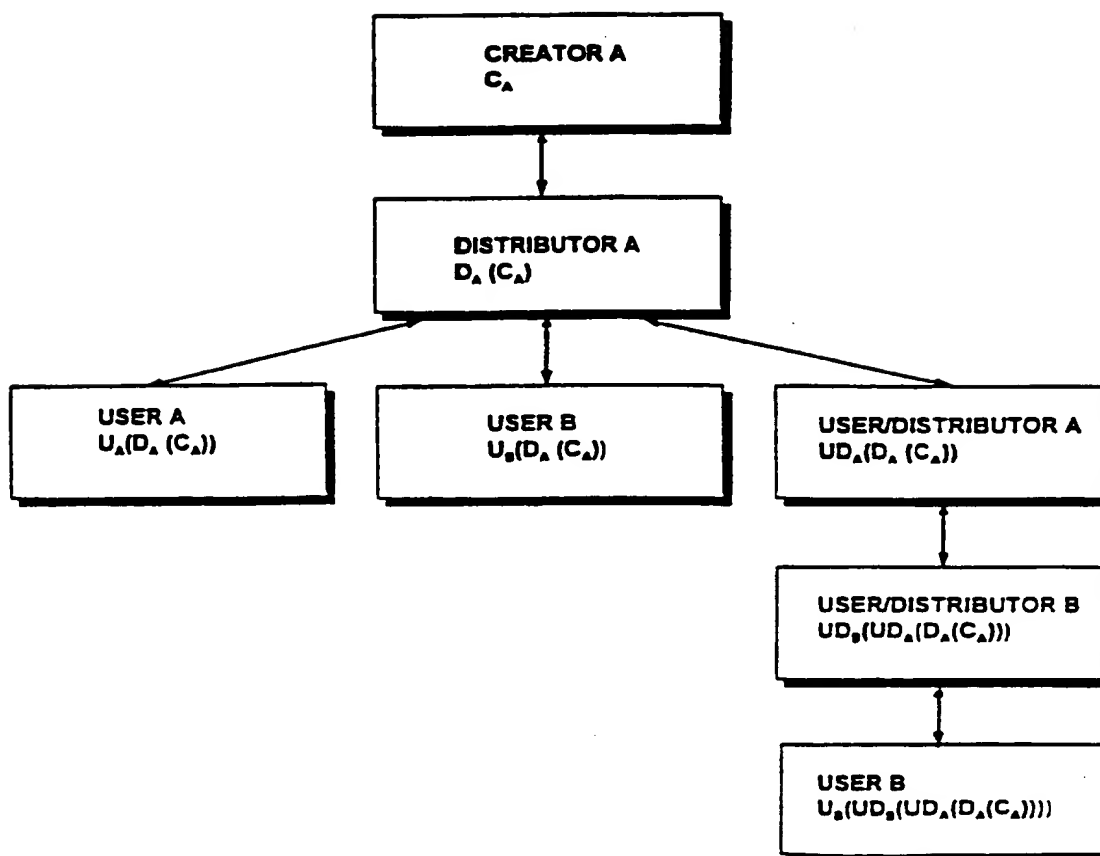 CREATOR A
C_A
DISTRIBUTOR A
D_A (C_A)
USER A
U_A(D_A (C_A))
USER B
U_B(D_A (C_A))
USER/DISTRIBUTOR A
UD_A(D_A (C_A))
USER/DISTRIBUTOR B
UD_B(UD_A(D_A(C_A)))
USER B
U_B(UD_B(UD_A(D_A(C_A))))